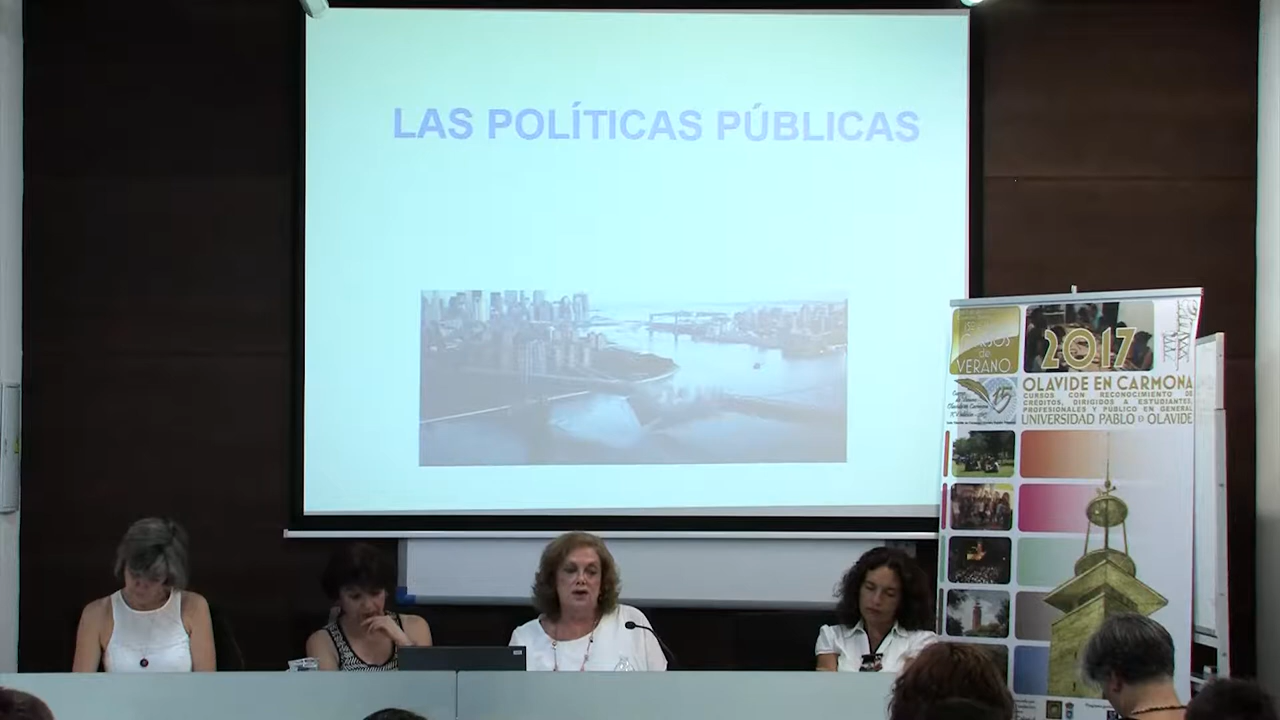 LAS POLÍTICAS PÚBLICAS
2017
DE
VERANO
OLAVIDE EN CARMONA
CURSOS CON RECONOCIMIENTO DE
CRÉDITOS, DIRIGIDOS A ESTUDIANTES,
PROFESIONALES Y PÚBLICO EN GENERAL
UNIVERSIDAD PABLO DE OLAVIDE